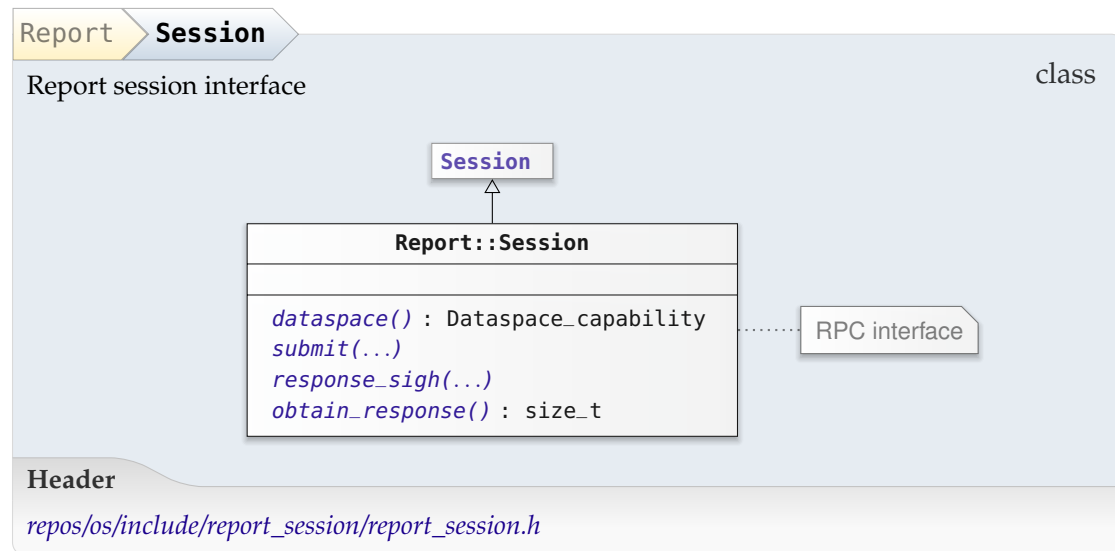 Report Session
Report session interface
class
Session
Report::Session
dataspace() : Dataspace_capability
submit(...)
response_sigh(...)
obtain_response() : size_t
RPC interface
Header
repos/os/include/report_session/report_session.h